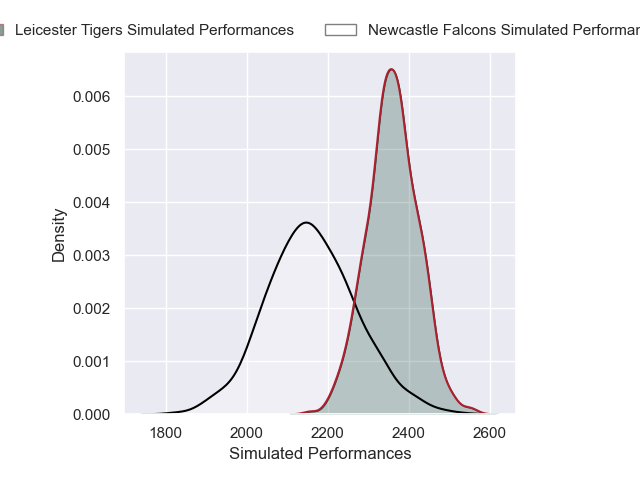 Leicester Tigers Simulated Performances Newcastle Falcons Simulated
0.006
0.005
0.004
0.003
0.002
0.001
0.000
Density
1800 2000 2200 2400 2600
Simulated Performances